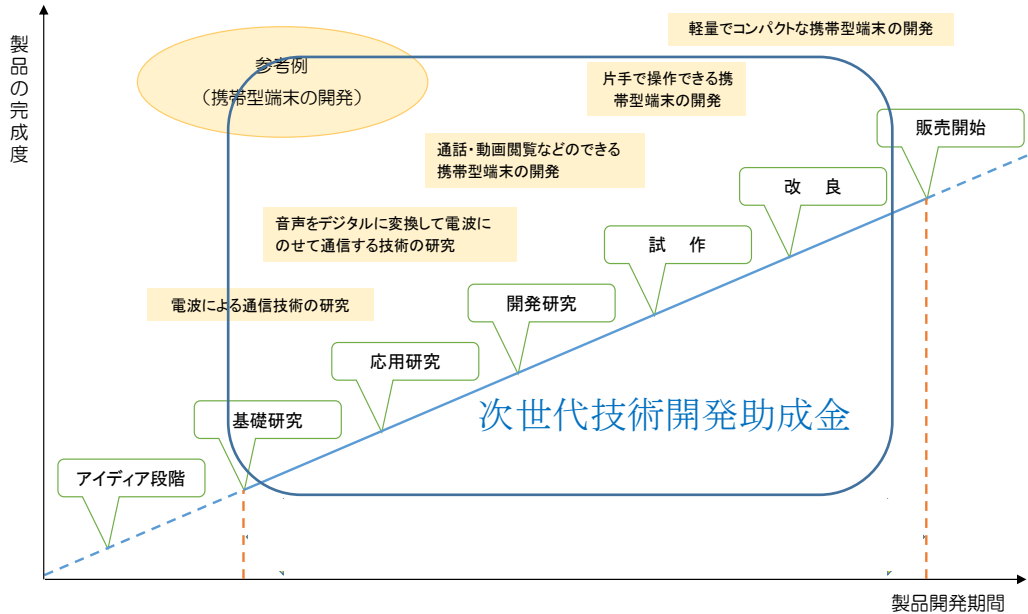 製品の完成度
参考例
（携帯型端末の開発）
軽量でコンパクトな携帯型端末の開発
片手で操作できる携
帯型端末の開発
通話・動画閲覧などのできる
携帯型端末の開発
音声をデジタルに変換して電波に
のせて通信する技術の研究
電波による通信技術の研究
販売開始
改　良
試　作
開発研究
応用研究
基礎研究
アイディア段階
次世代技術開発助成金
製品開発期間